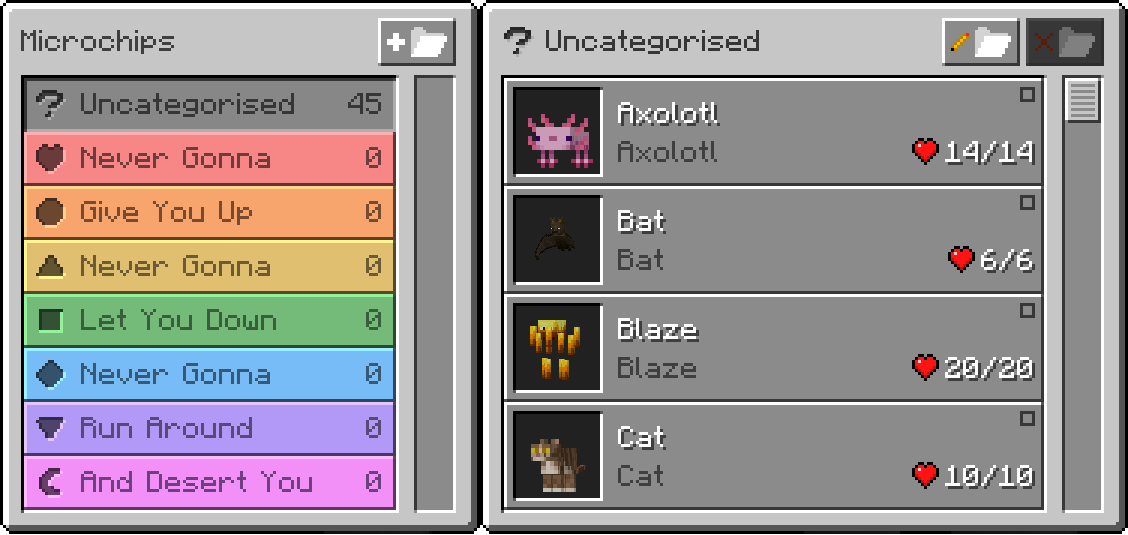 Microchips
Uncategorised 45
Never Gonna 0
Give You Up 0
Never Gonna 0
Let You Down 0
Never Gonna 0
Run Around 0
And Desert You 0
? Uncategorised
Axolotl
Axolotl 14/14
Bat
Bat 6/6
Blaze
Blaze 20/20
Cat
Cat 10/10